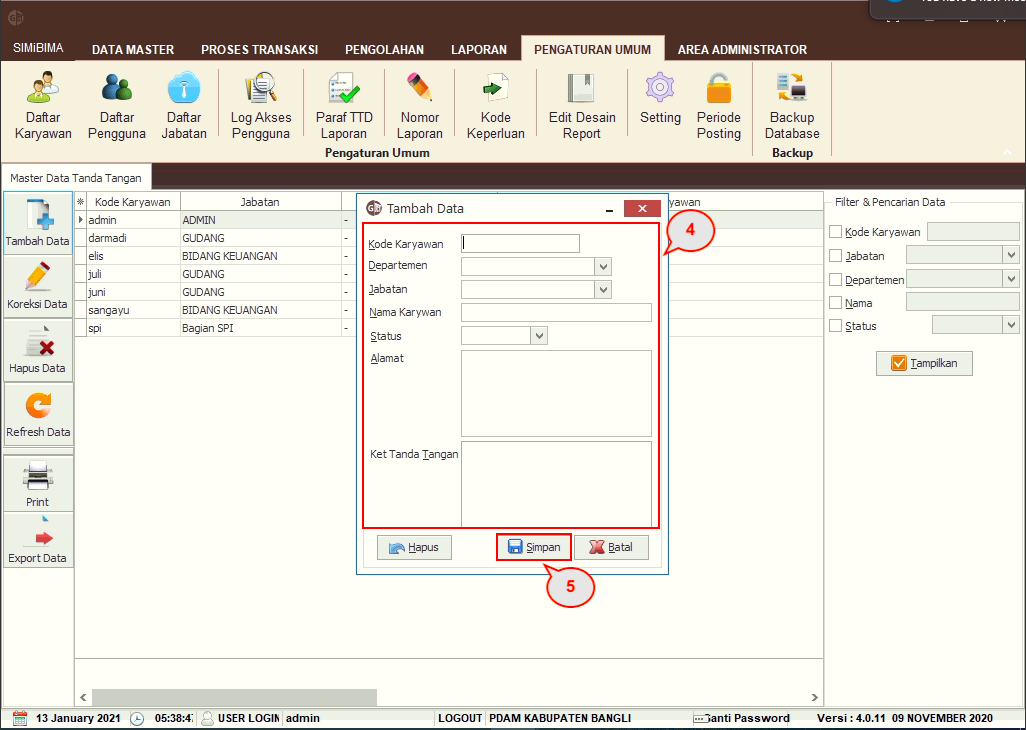 SIMiBIMA
DATA MASTER
PROSES TRANSAKSI
PENGOLAHAN
LAPORAN
PENGATURAN UMUM
AREA ADMINISTRATOR
Daftar
Karyawan
Daftar
Pengguna
Daftar
Jabatan
Log Akses
Pengguna
Paraf TTD
Laporan
Nomor
Laporan
Kode
Keperluan
Edit Desain
Report
Setting
Periode
Posting
Backup
Database
Pengaturan Umum
Backup
Master Data Tanda Tangan
Tambah Data
Koreksi Data
Hapus Data
Refresh Data
Print
Export Data
Kode Karyawan Jabatan
admin ADMIN -
darmadi GUDANG -
elis BIDANG KEUANGAN -
juli GUDANG -
juni GUDANG -
sangayu BIDANG KEUANGAN -
spi Bagian SPI -
Tambah Data
Kode Karyawan
Departemen
Jabatan
Nama Karywan
Status
Alamat
Ket Tanda Tangan
Hapus
Simpan
Batal
4
5
Filter & Pencarian Data
Kode Karyawan
Jabatan
Departemen
Nama
Status
Tampilkan
13 January 2021 05:38:4 USER LOGIN admin LOGOUT PDAM KABUPATEN BANGLI Ganti Password Versi : 4.0.11 09 NOVEMBER 2020